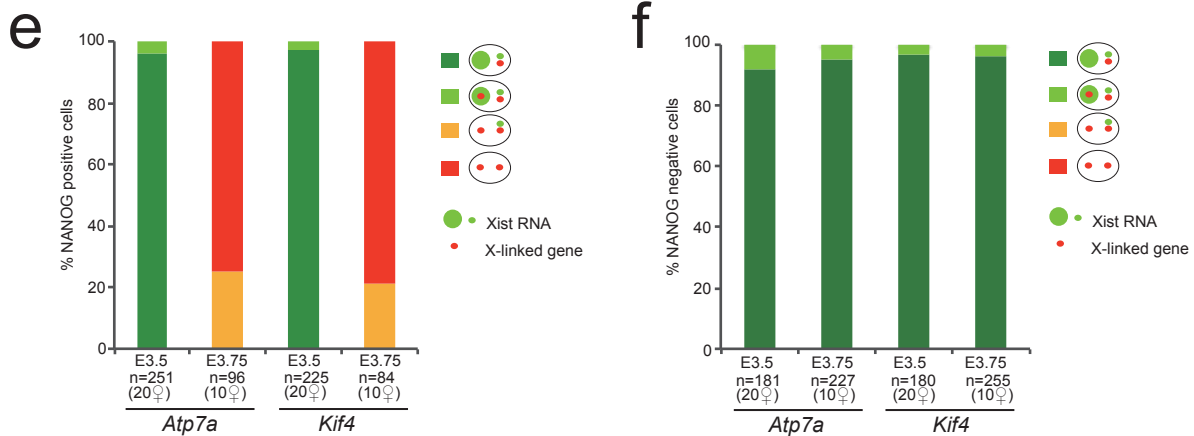 e
% NANOG positive cells
100
80
60
40
20
0
E3.5 E3.75 E3.5 E3.75
n=251 n=96 n=225 n=84
(20♀) (10♀) (20♀) (10♀)
Atp7a Kif4
Xist RNA
X-linked gene
f
% NANOG negative cells
100
80
60
40
20
0
E3.5 E3.75 E3.5 E3.75
n=181 n=227 n=180 n=255
(20♀) (10♀) (20♀) (10♀)
Atp7a Kif4
Xist RNA
X-linked gene